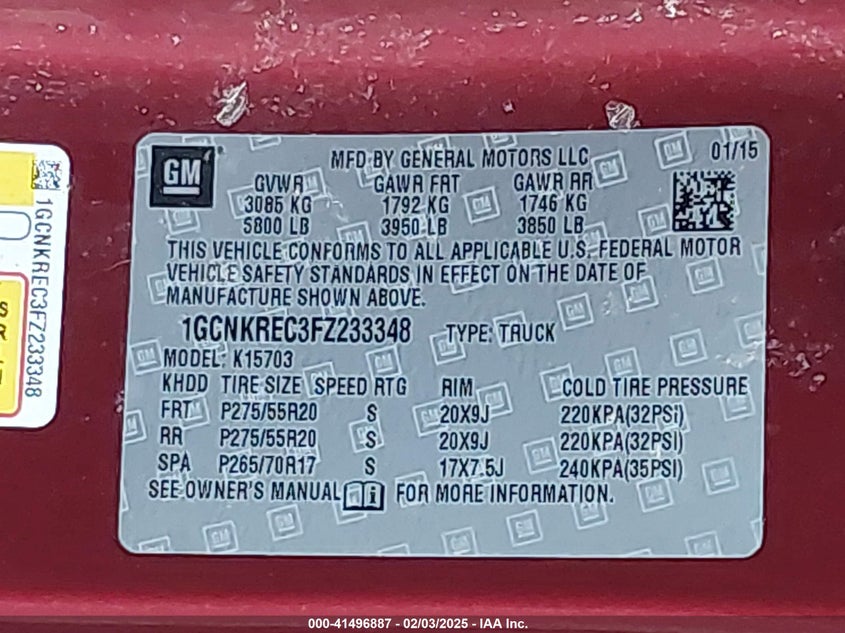 GM
MFD BY GENERAL MOTORS LLC 01/15
GVWR GAWR FRT GAWR RR
3085 KG 1792 KG 1746 KG
5800 LB 3950 LB 3850 LB
THIS VEHICLE CONFORMS TO ALL APPLICABLE U.S. FEDERAL MOTOR
VEHICLE SAFETY STANDARDS IN EFFECT ON THE DATE OF
MANUFACTURE SHOWN ABOVE.
1GCNKREC3FZ233348 TYPE: TRUCK
MODEL: K15703
KHDD TIRE SIZE SPEED RTG RIM COLD TIRE PRESSURE
FRT P275/55R20 S 20X9J 220KPA(32PSI)
RR P275/55R20 S 20X9J 220KPA(32PSI)
SPA P265/70R17 S 17X7.5J 240KPA(35PSI)
SEE OWNER'S MANUAL FOR MORE INFORMATION.
1GCNKREC3FZ233348
000-41496887 - 02/03/2025 - IAA Inc.